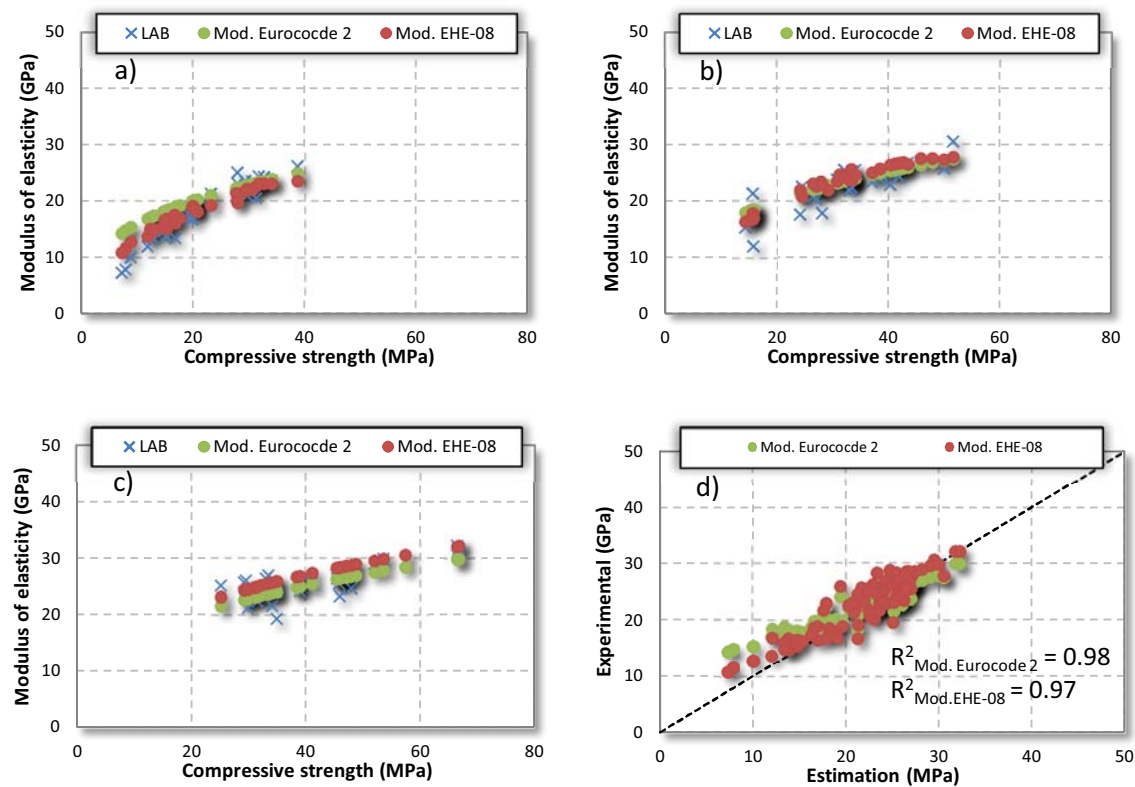 LAB Mod. Eurococde 2 Mod. EHE-08
a)
50
40
30
20
10
0
Modulus of elasticity (GPa)
0 20 40 60 80
Compressive strength (MPa)
LAB Mod. Eurococde 2 Mod. EHE-08
b)
50
40
30
20
10
0
Modulus of elasticity (GPa)
0 20 40 60 80
Compressive strength (MPa)
LAB Mod. Eurococde 2 Mod. EHE-08
c)
50
40
30
20
10
0
Modulus of elasticity (GPa)
0 20 40 60 80
Compressive strength (MPa)
Mod. Eurococde 2 Mod. EHE-08
d)
50
40
30
20
10
0
Experimental (GPa)
R2Mod. Eurocode 2 = 0.98
R2Mod.EHE-08 = 0.97
0 10 20 30 40 50
Estimation (MPa)